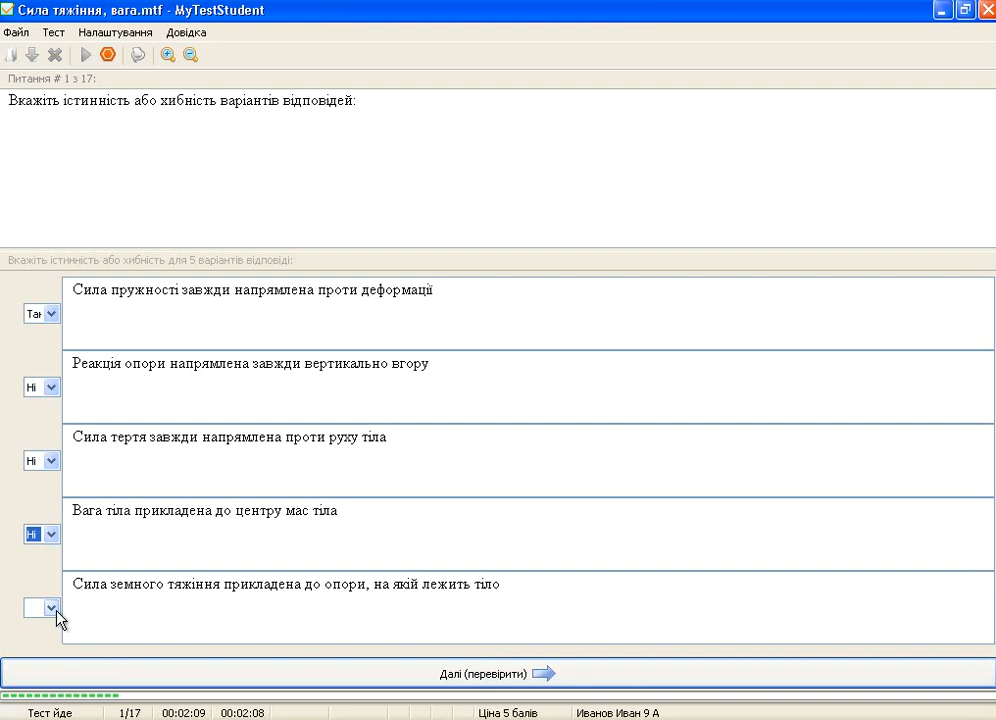 Сила тяжіння, вага.mtf - MyTestStudent
Файл Тест Налаштування Довідка
Питання # 1 з 17:
Вкажіть істинність або хибність варіантів відповідей:
Вкажіть істинність або хибність для 5 варіантів відповіді:
Сила пружності завжди напрямлена проти деформації
Так
Реакція опори напрямлена завжди вертикально вгору
Ні
Сила тертя завжди напрямлена проти руху тіла
Ні
Вага тіла прикладена до центру мас тіла
Ні
Сила земного тяжіння прикладена до опори, на якій лежить тіло
Далі (перевірити)
Тест йде 1/17 00:02:09 00:02:08 Ціна 5 балів Иванов Иван 9 А